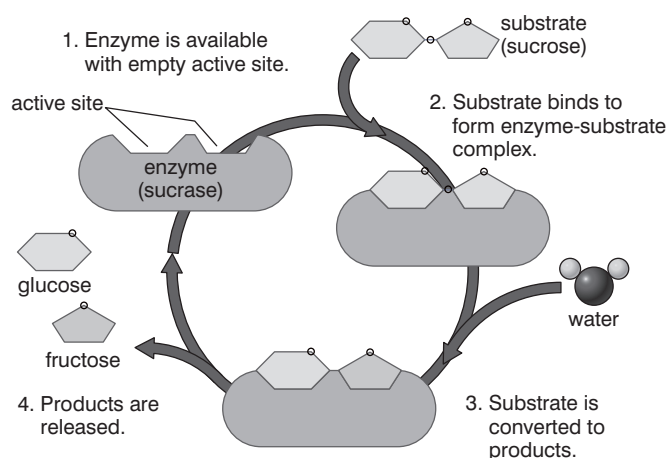 substrate
(sucrose)
1. Enzyme is available
with empty active site.
active site
2. Substrate binds to
form enzyme-substrate
complex.
enzyme
(sucrase)
glucose
water
fructose
4. Products are
released.
3. Substrate is
converted to
products.